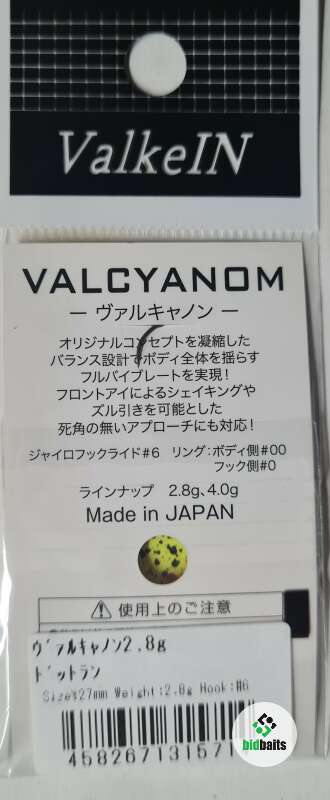 ValkeIN
VALCYANOM
― ヴァルキャノン ―
オリジナルコンセプトを凝縮した
バランス設計でボディ全体を揺らす
フルバイブレートを実現！
フロントアイによるシェイキングや
ズル引きを可能とした
死角の無いアプローチにも対応！
ジャイロフックライド#6 リング：ボディ側#00
フック側#0
ラインナップ 2.8g、4.0g
Made in JAPAN
使用上のご注意
ヴァルキャノン2.8g
ドットラン
Size:27mm Weight:2.8g Hook:#6
458267131571
bidbaits